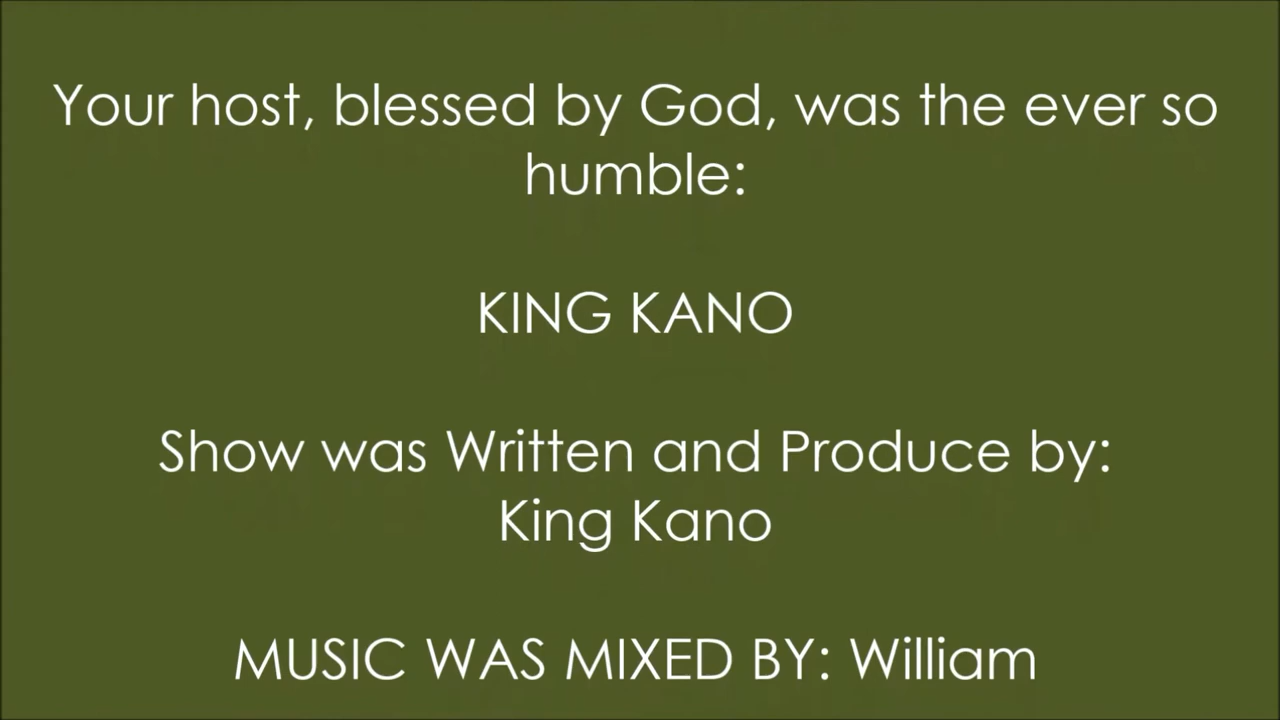 Your host, blessed by God, was the ever so
humble:
KING KANO
Show was Written and Produce by:
King Kano
MUSIC WAS MIXED BY: William